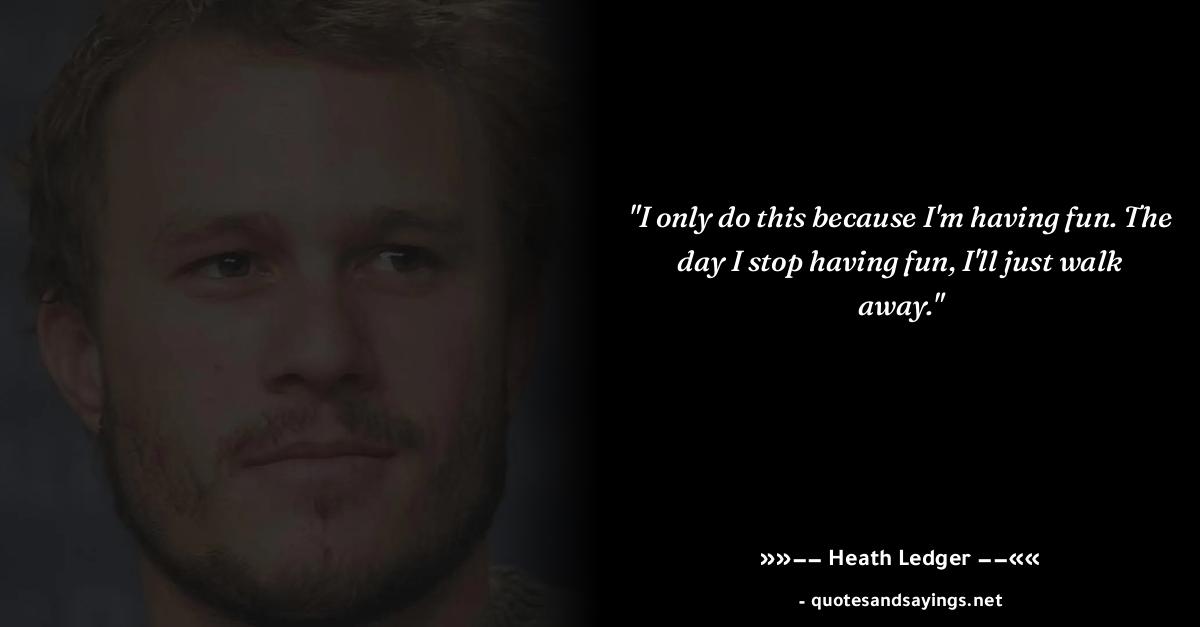 "I only do this because I'm having fun. The
day I stop having fun, I'll just walk
away."
»»–– Heath Ledger ––««
- quotesandsayings.net